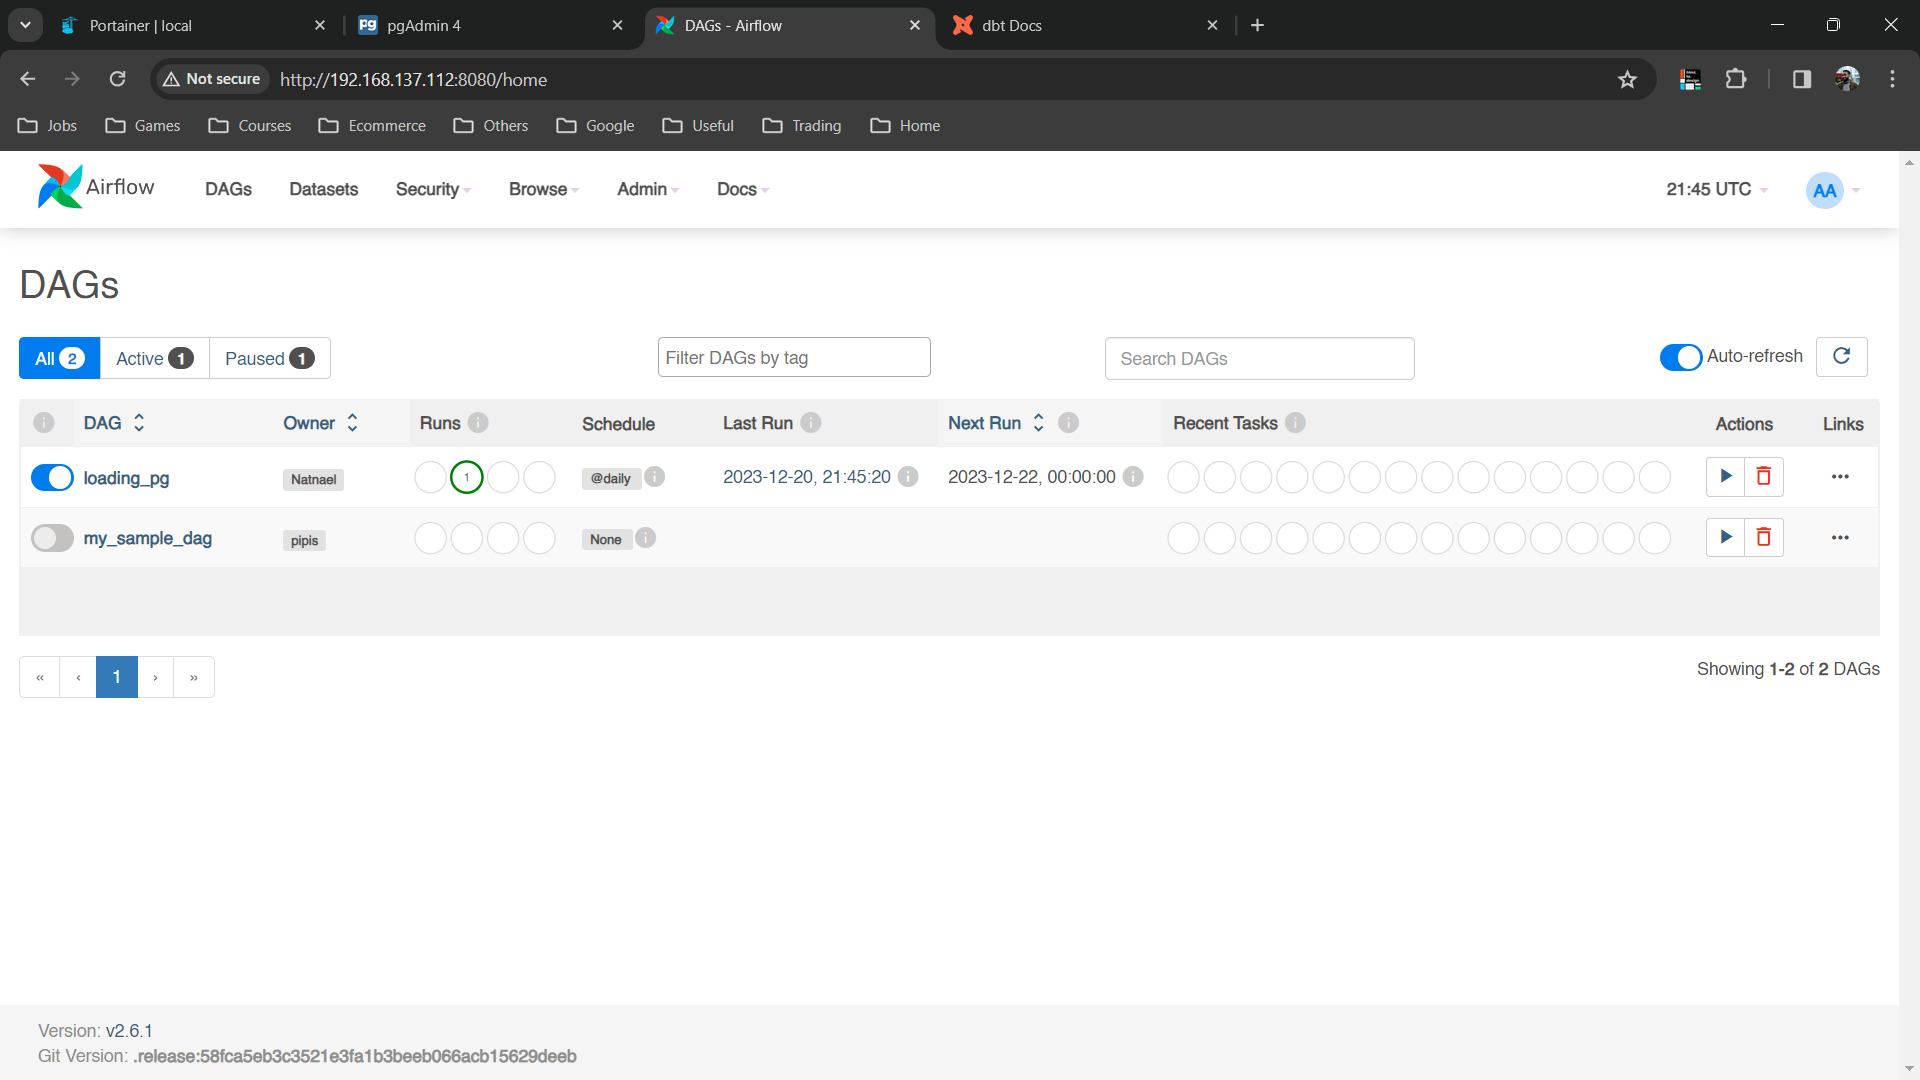 Portainer | local
pgAdmin 4
DAGs - Airflow
dbt Docs
Not secure
http://192.168.137.112:8080/home
Jobs
Games
Courses
Ecommerce
Others
Google
Useful
Trading
Home
Airflow
DAGs
Datasets
Security
Browse
Admin
Docs
21:45 UTC
AA
DAGs
All 2
Active 1
Paused 1
Filter DAGs by tag
Search DAGs
Auto-refresh
DAG
Owner
Runs
Schedule
Last Run
Next Run
Recent Tasks
Actions
Links
loading_pg
Natnael
1
@daily
2023-12-20, 21:45:20
2023-12-22, 00:00:00
my_sample_dag
pipis
None
« ‹ 1 › »
Showing 1-2 of 2 DAGs
Version: v2.6.1
Git Version: .release:58fca5eb3c3521e3fa1b3beeb066acb15629deeb